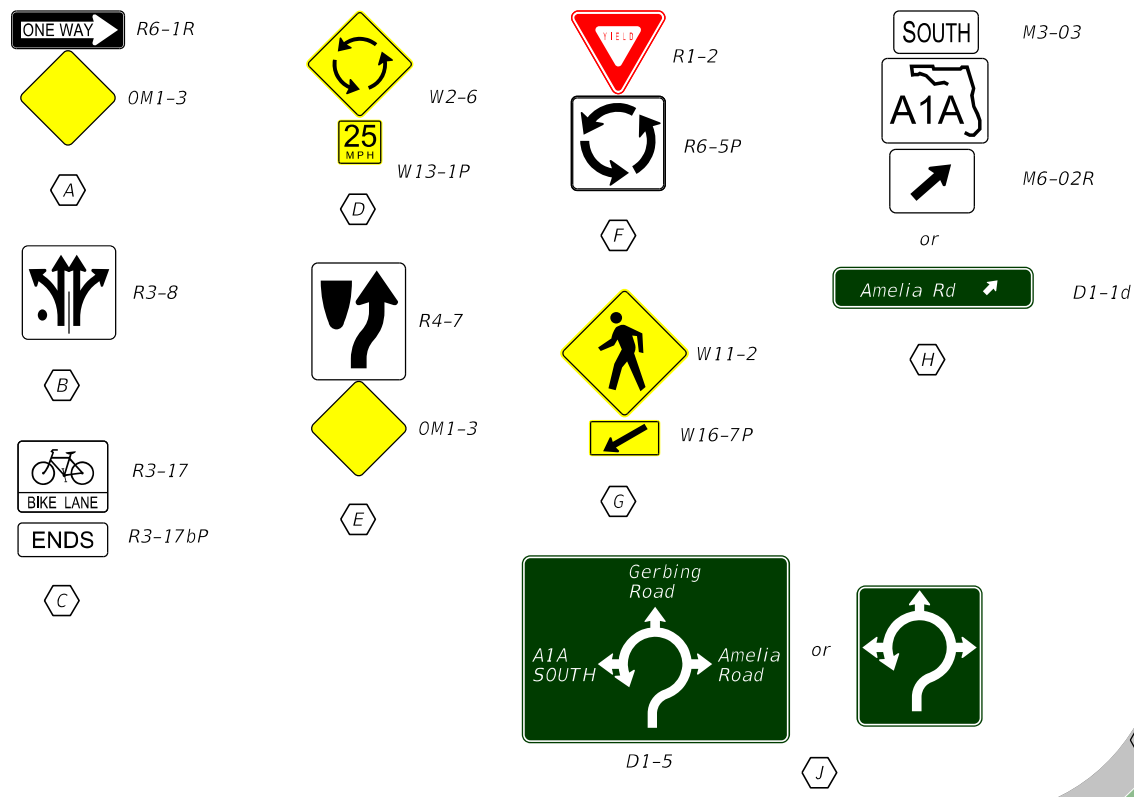 ONE WAY
R6-1R
OM1-3
A
R3-8
B
R3-17
BIKE LANE
ENDS
R3-17bP
C
W2-6
25
MPH
W13-1P
D
R4-7
OM1-3
E
YIELD
R1-2
R6-5P
F
W11-2
W16-7P
G
SOUTH
M3-03
A1A
M6-02R
or
Amelia Rd
D1-1d
H
Gerbing
Road
A1A
SOUTH
Amelia
Road
D1-5
or
J